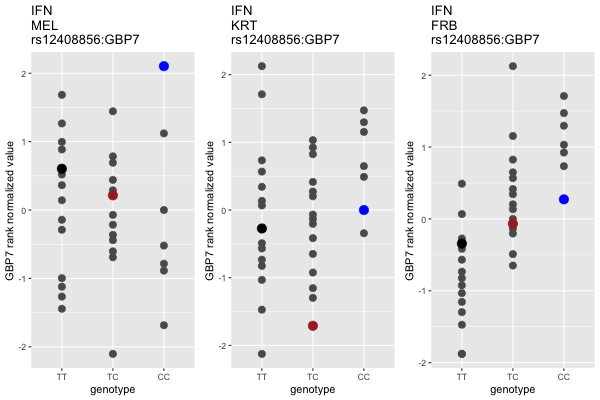 IFN
MEL
rs12408856:GBP7
GBP7 rank normalized value
2
1
0
-1
-2
TT TC CC
genotype
IFN
KRT
rs12408856:GBP7
GBP7 rank normalized value
2
1
0
-1
-2
TT TC CC
genotype
IFN
FRB
rs12408856:GBP7
GBP7 rank normalized value
2
1
0
-1
-2
TT TC CC
genotype